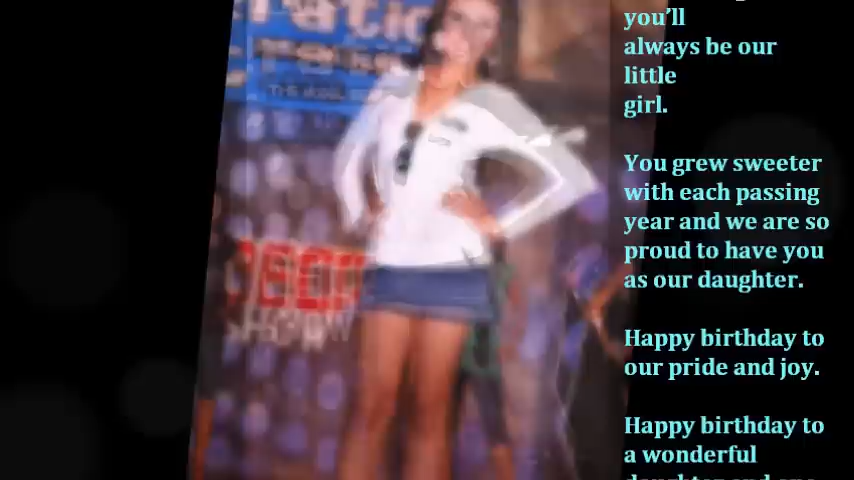 you'll
always be our
little
girl.
You grew sweeter
with each passing
year and we are so
proud to have you
as our daughter.
Happy birthday to
our pride and joy.
Happy birthday to
a wonderful
SHOW